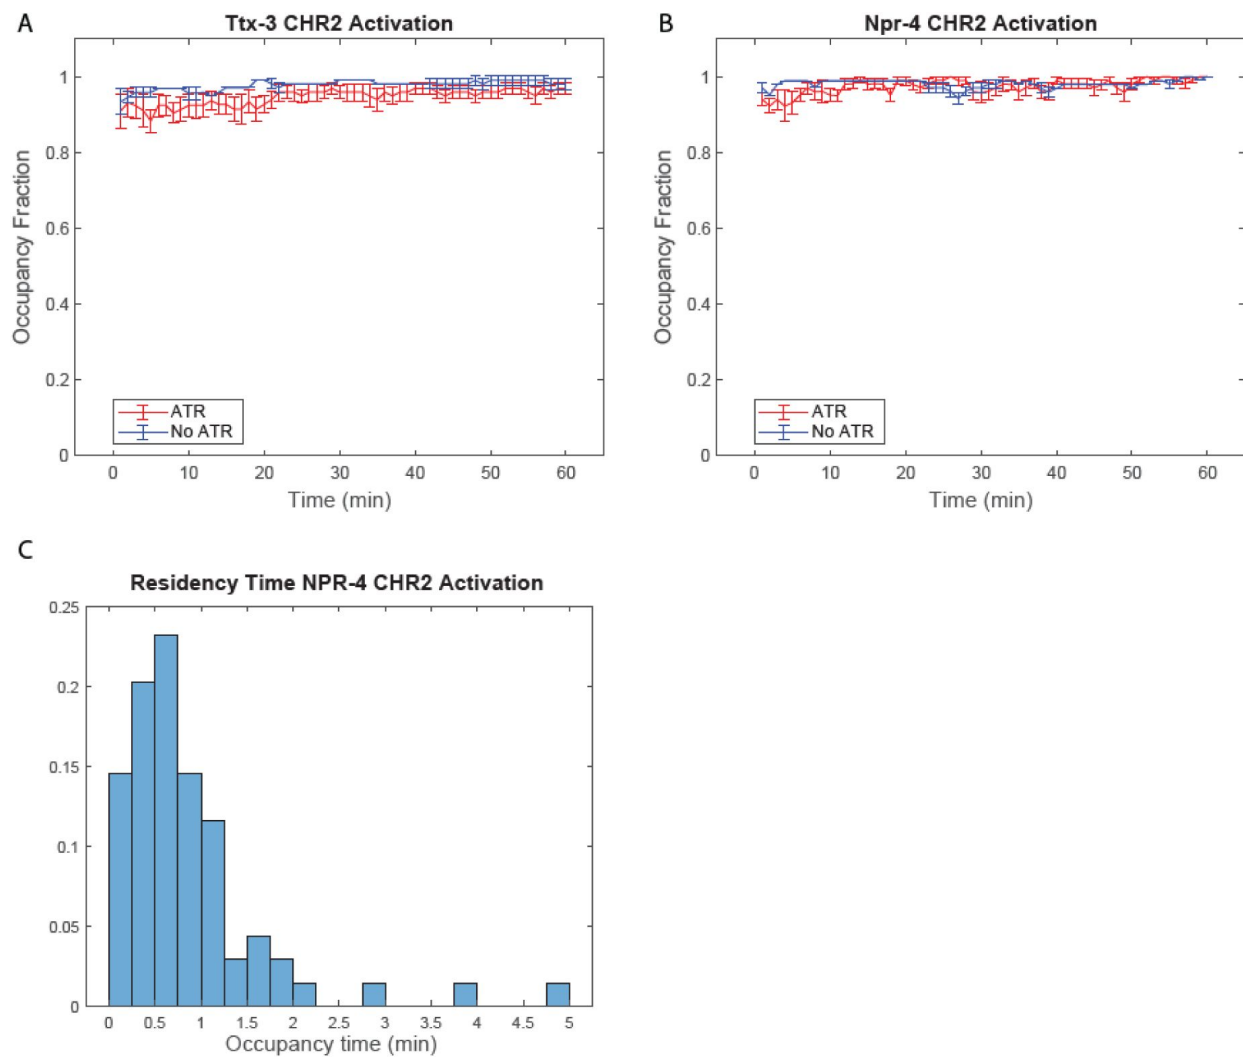 A
Ttx-3 CHR2 Activation
Occupancy Fraction
1
0.8
0.6
0.4
0.2
0
ATR
No ATR
0 10 20 30 40 50 60
Time (min)
B
Npr-4 CHR2 Activation
Occupancy Fraction
1
0.8
0.6
0.4
0.2
0
ATR
No ATR
0 10 20 30 40 50 60
Time (min)
C
Residency Time NPR-4 CHR2 Activation
0.25
0.2
0.15
0.1
0.05
0
0 0.5 1 1.5 2 2.5 3 3.5 4 4.5 5
Occupancy time (min)